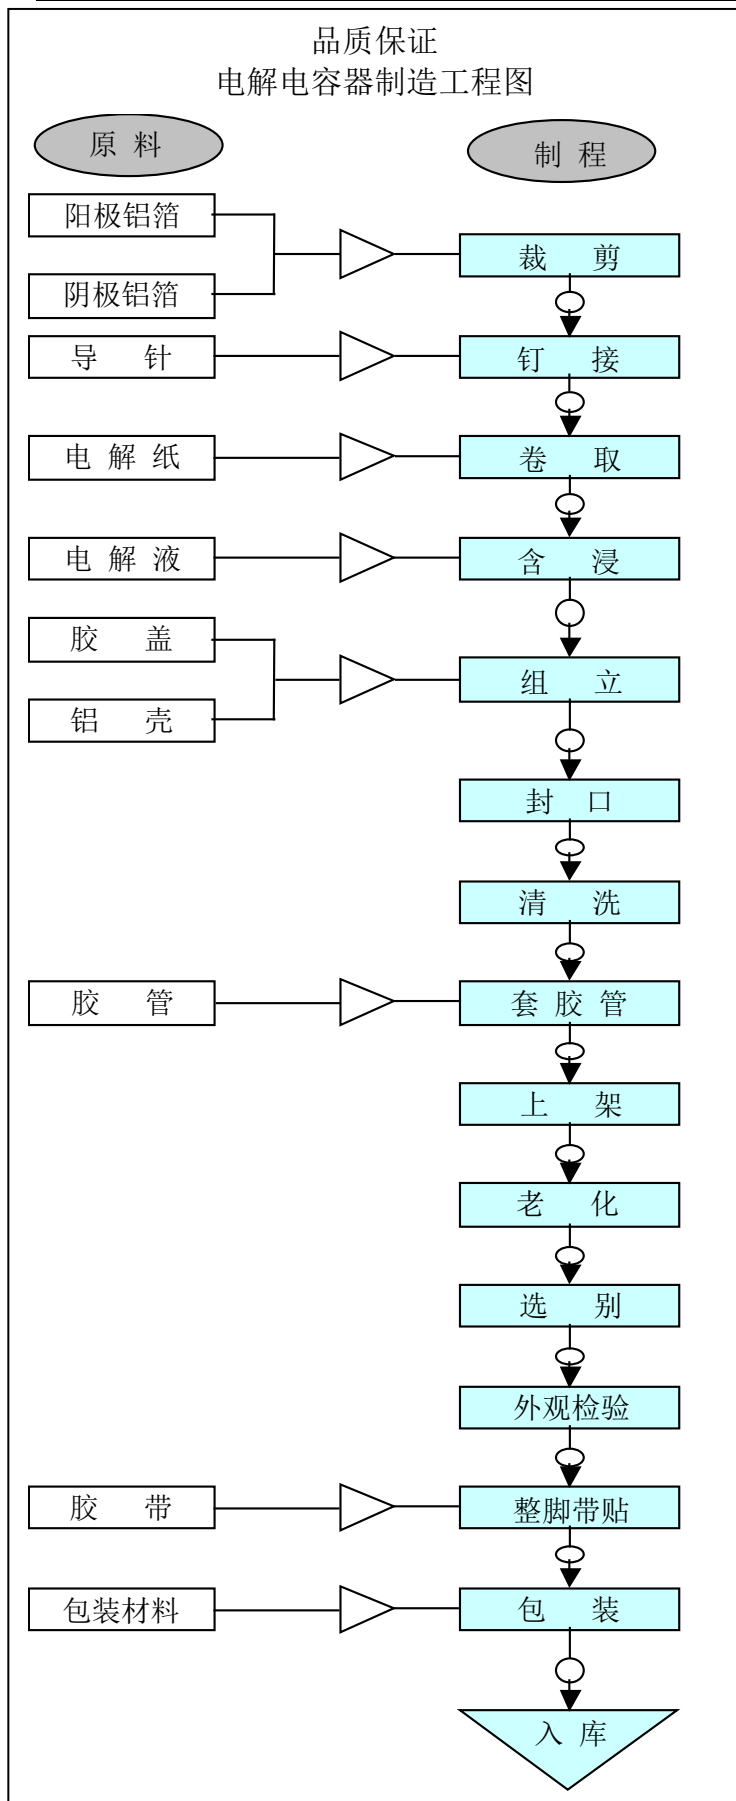 品质保证
电解电容器制造工程图
原 料
制 程
阳极铝箔
裁 剪
阴极铝箔
导 针
钉 接
电 解 纸
卷 取
电 解 液
含 浸
胶 盖
组 立
铝 壳
封 口
清 洗
胶 管
套 胶 管
上 架
老 化
选 别
外观检验
胶 带
整脚带贴
包装材料
包 装
入 库